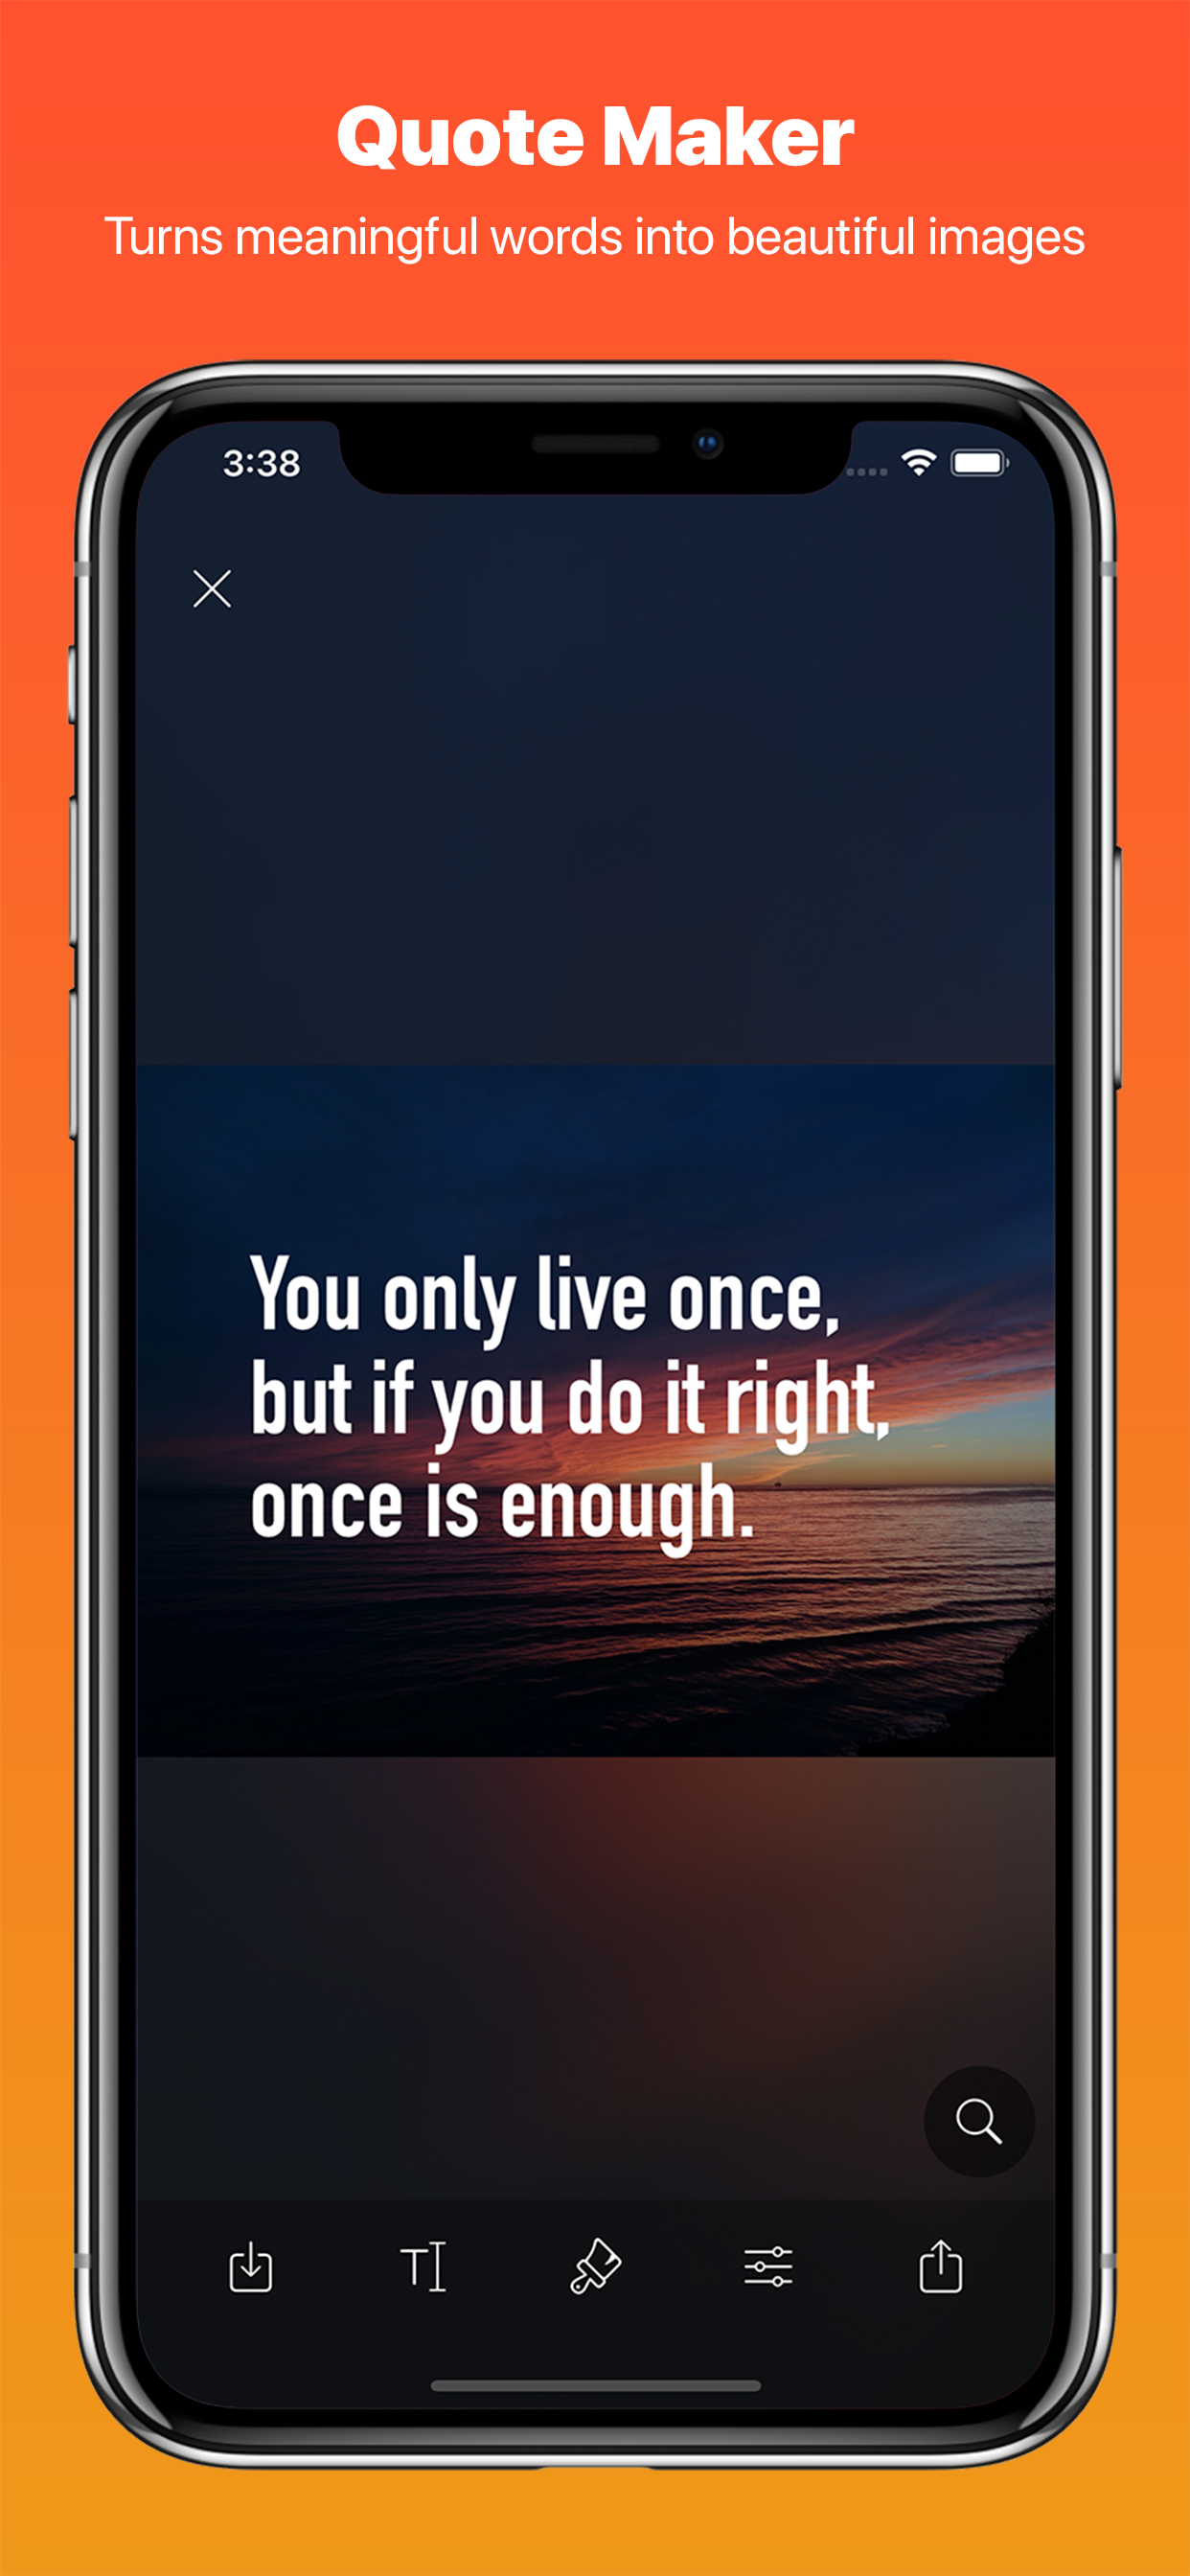 Quote Maker
Turns meaningful words into beautiful images
3:38
You only live once,
but if you do it right,
once is enough.